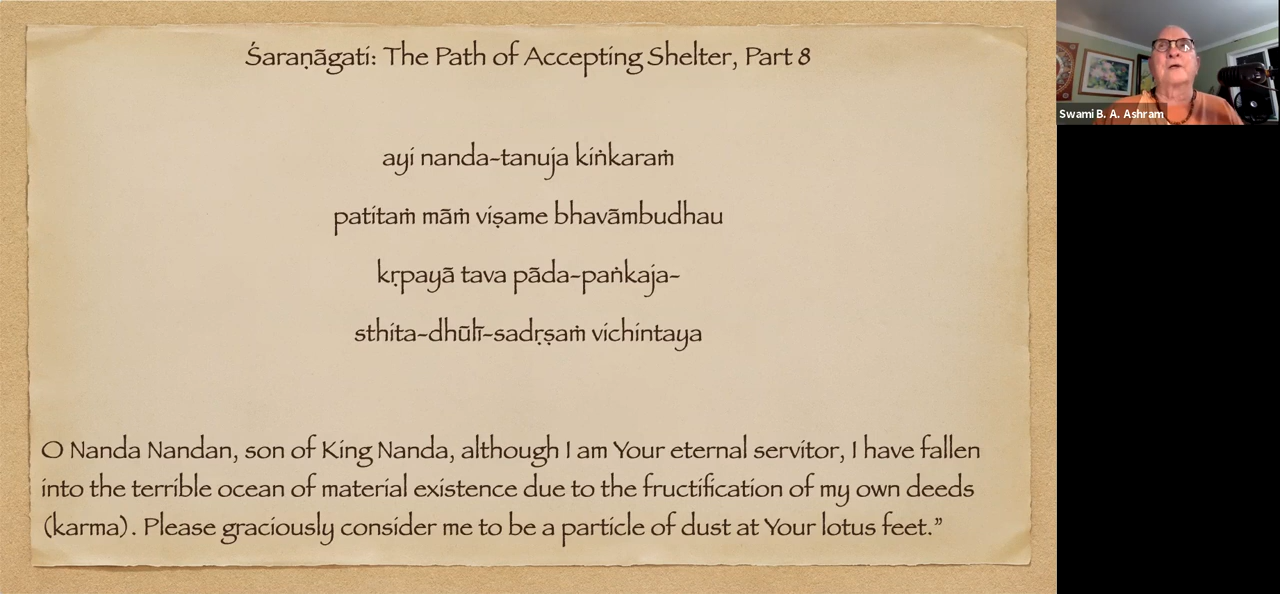 Śaraṇāgati: The Path of Accepting Shelter, Part 8
ayi nanda-tanuja kiṅkaraṁ
patitaṁ māṁ viṣame bhavāmbudhau
kṛpayā tava pāda-paṅkaja-
sthita-dhūlī-sadṛṣaṁ vichintaya
O Nanda Nandan, son of King Nanda, although I am Your eternal servitor, I have fallen
into the terrible ocean of material existence due to the fructification of my own deeds
(karma). Please graciously consider me to be a particle of dust at Your lotus feet.”
Swami B. A. Ashram